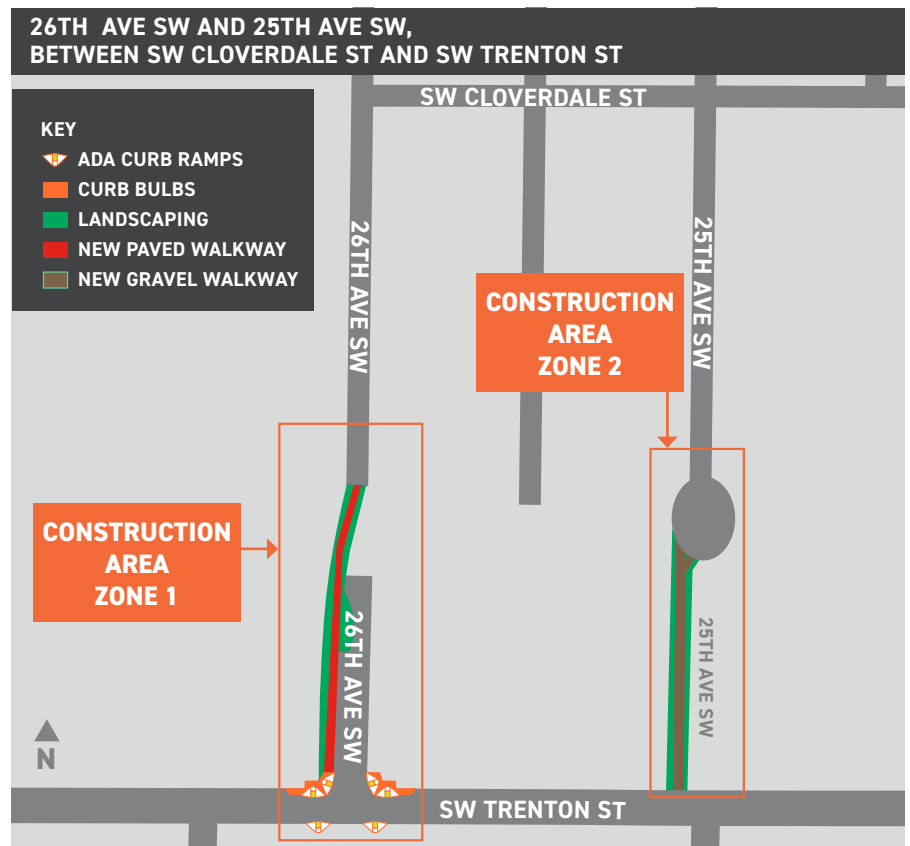 26TH AVE SW AND 25TH AVE SW,
BETWEEN SW CLOVERDALE ST AND SW TRENTON ST
SW CLOVERDALE ST
KEY
ADA CURB RAMPS
CURB BULBS
LANDSCAPING
NEW PAVED WALKWAY
NEW GRAVEL WALKWAY
26TH AVE SW
25TH AVE SW
CONSTRUCTION
AREA
ZONE 2
CONSTRUCTION
AREA
ZONE 1
26TH AVE SW
25TH AVE SW
N
SW TRENTON ST